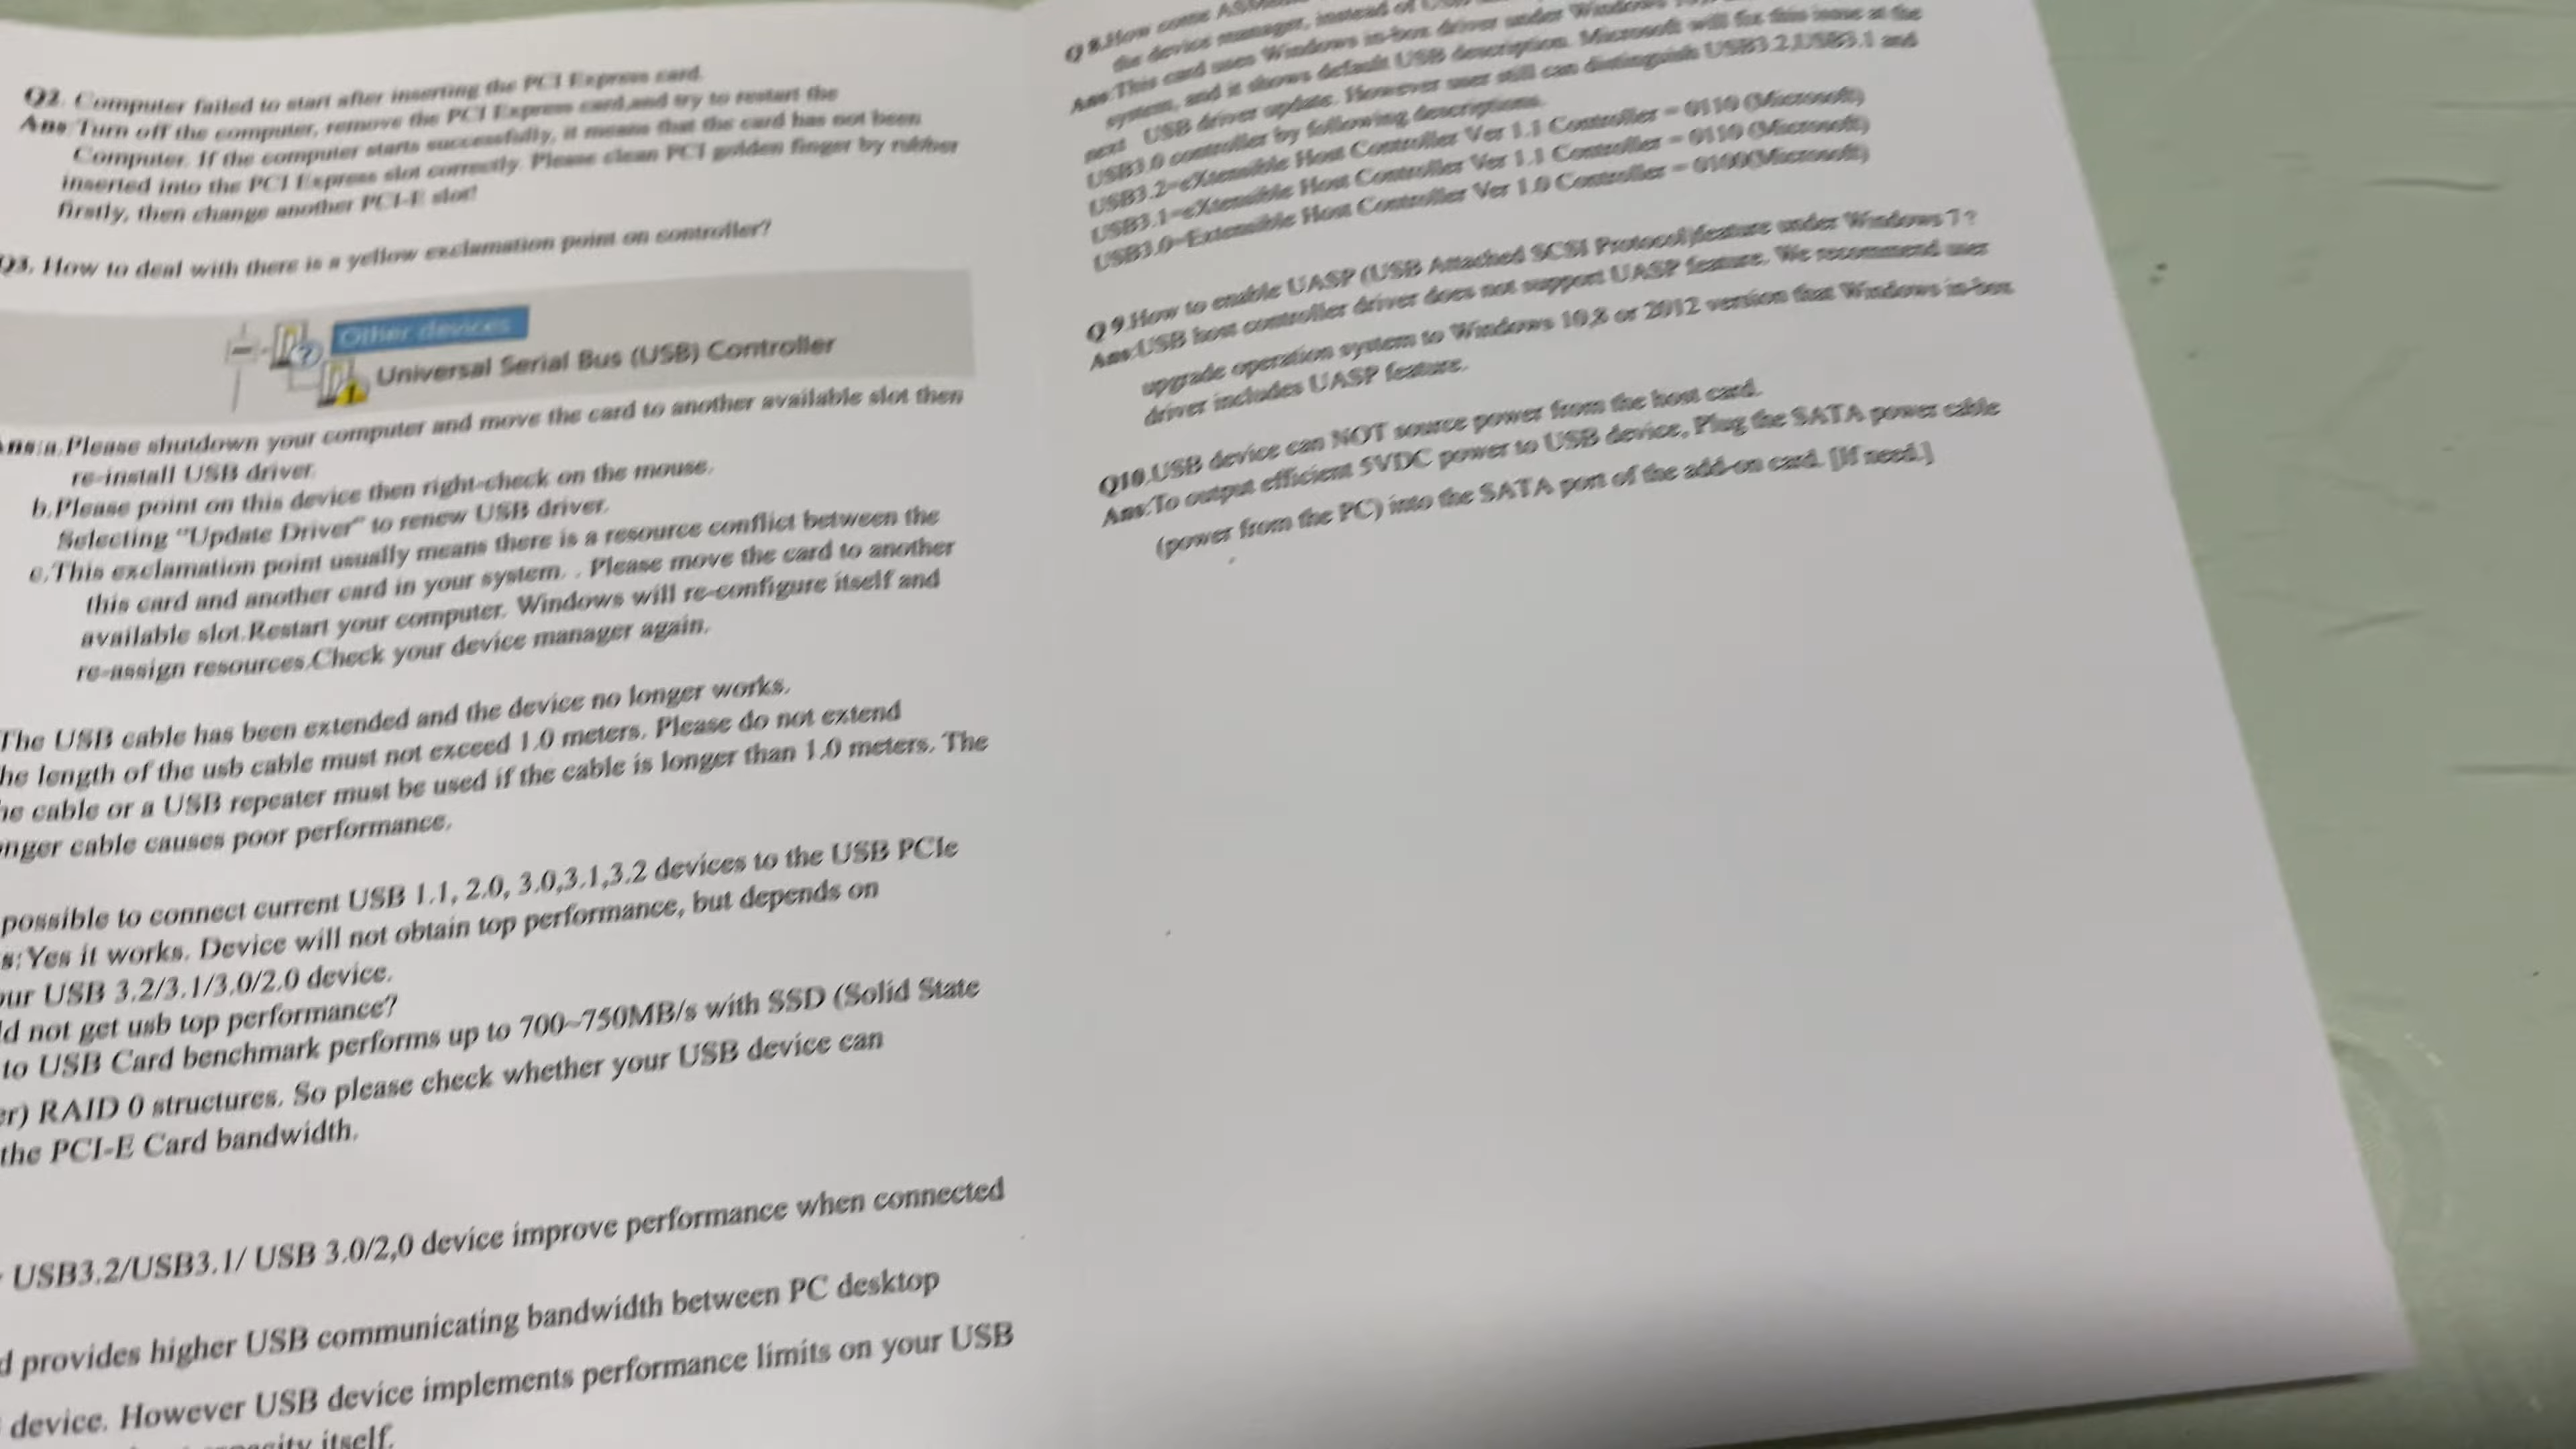 Q2. Computer failed to start after inserting the PCI Express card.
Ans Turn off the computer, remove the PCI Express card.and try to restart the
Computer. If the computer starts successfully, it means that the card has not been
inserted into the PCI Express slot correctly. Please clean PCI golden finger by rubber
firstly, then change another PCI-E slot!
Q3. How to deal with there is a yellow exclamation point on controller?
Other devices
Universal Serial Bus (USB) Controller
Ans:a.Please shutdown your computer and move the card to another available slot then
re-install USB driver.
b.Please point on this device then right-check on the mouse,
Selecting "Update Driver" to renew USB driver.
c.This exclamation point usually means there is a resource conflict between the
this card and another card in your system. . Please move the card to another
available slot.Restart your computer. Windows will re-configure itself and
re-assign resources.Check your device manager again.
The USB cable has been extended and the device no longer works.
he length of the usb cable must not exceed 1.0 meters. Please do not extend
he cable or a USB repeater must be used if the cable is longer than 1.0 meters. The
nger cable causes poor performance.
possible to connect current USB 1.1, 2.0, 3.0,3.1,3.2 devices to the USB PCIe
s:Yes it works. Device will not obtain top performance, but depends on
our USB 3.2/3.1/3.0/2.0 device.
ld not get usb top performance?
to USB Card benchmark performs up to 700~750MB/s with SSD (Solid State
er) RAID 0 structures. So please check whether your USB device can
the PCI-E Card bandwidth.
USB3.2/USB3.1/ USB 3.0/2,0 device improve performance when connected
d provides higher USB communicating bandwidth between PC desktop
device. However USB device implements performance limits on your USB
itself.
Q 8.How come
the device manager, instead of
Ans:This card uses Windows in-box driver under Windows
system, and it shows default USB description. Microsoft will fix this issue at the
next USB driver update. However user still can distinguish USB3.2,USB3.1 and
USB3.0 controller by following descriptions.
USB3.2=eXtensible Host Controller Ver 1.1 Controller = 0110 (Microsoft)
USB3.1=eXtensible Host Controller Ver 1.1 Controller = 0110 (Microsoft)
USB3.0=Extensible Host Controller Ver 1.0 Controller = 0100(Microsoft)
Q 9.How to enable UASP (USB Attached SCSI Protocol)feature under Windows 7?
Ans:USB host controller driver does not support UASP feature. We recommend user
upgrade operation system to Windows 10,8 or 2012 version that Windows in-box
driver includes UASP feature.
Q10.USB device can NOT source power from the host card.
Ans:To output efficient 5VDC power to USB device, Plug the SATA power cable
(power from the PC) into the SATA port of the add-on card. [If need.]